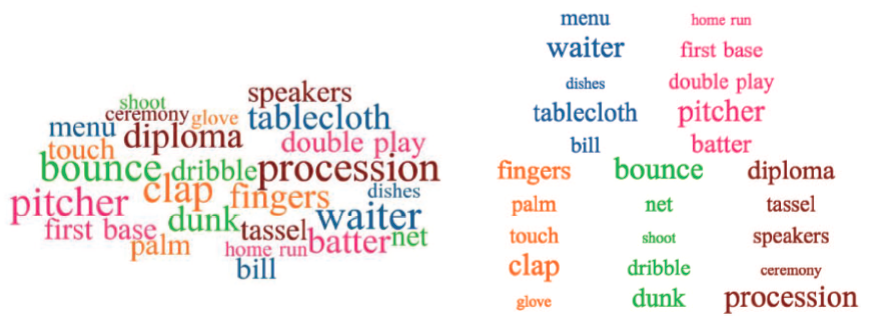 speakers
shoot
ceremony glove tablecloth
menu diploma
touch double play
bounce dribble procession
clap fingers dishes
pitcher
dunk waiter
first base tassel
palm home run batter net
bill
menu home run
waiter first base
dishes double play
tablecloth pitcher
bill batter
fingers bounce diploma
palm net tassel
touch shoot speakers
clap dribble ceremony
glove dunk procession